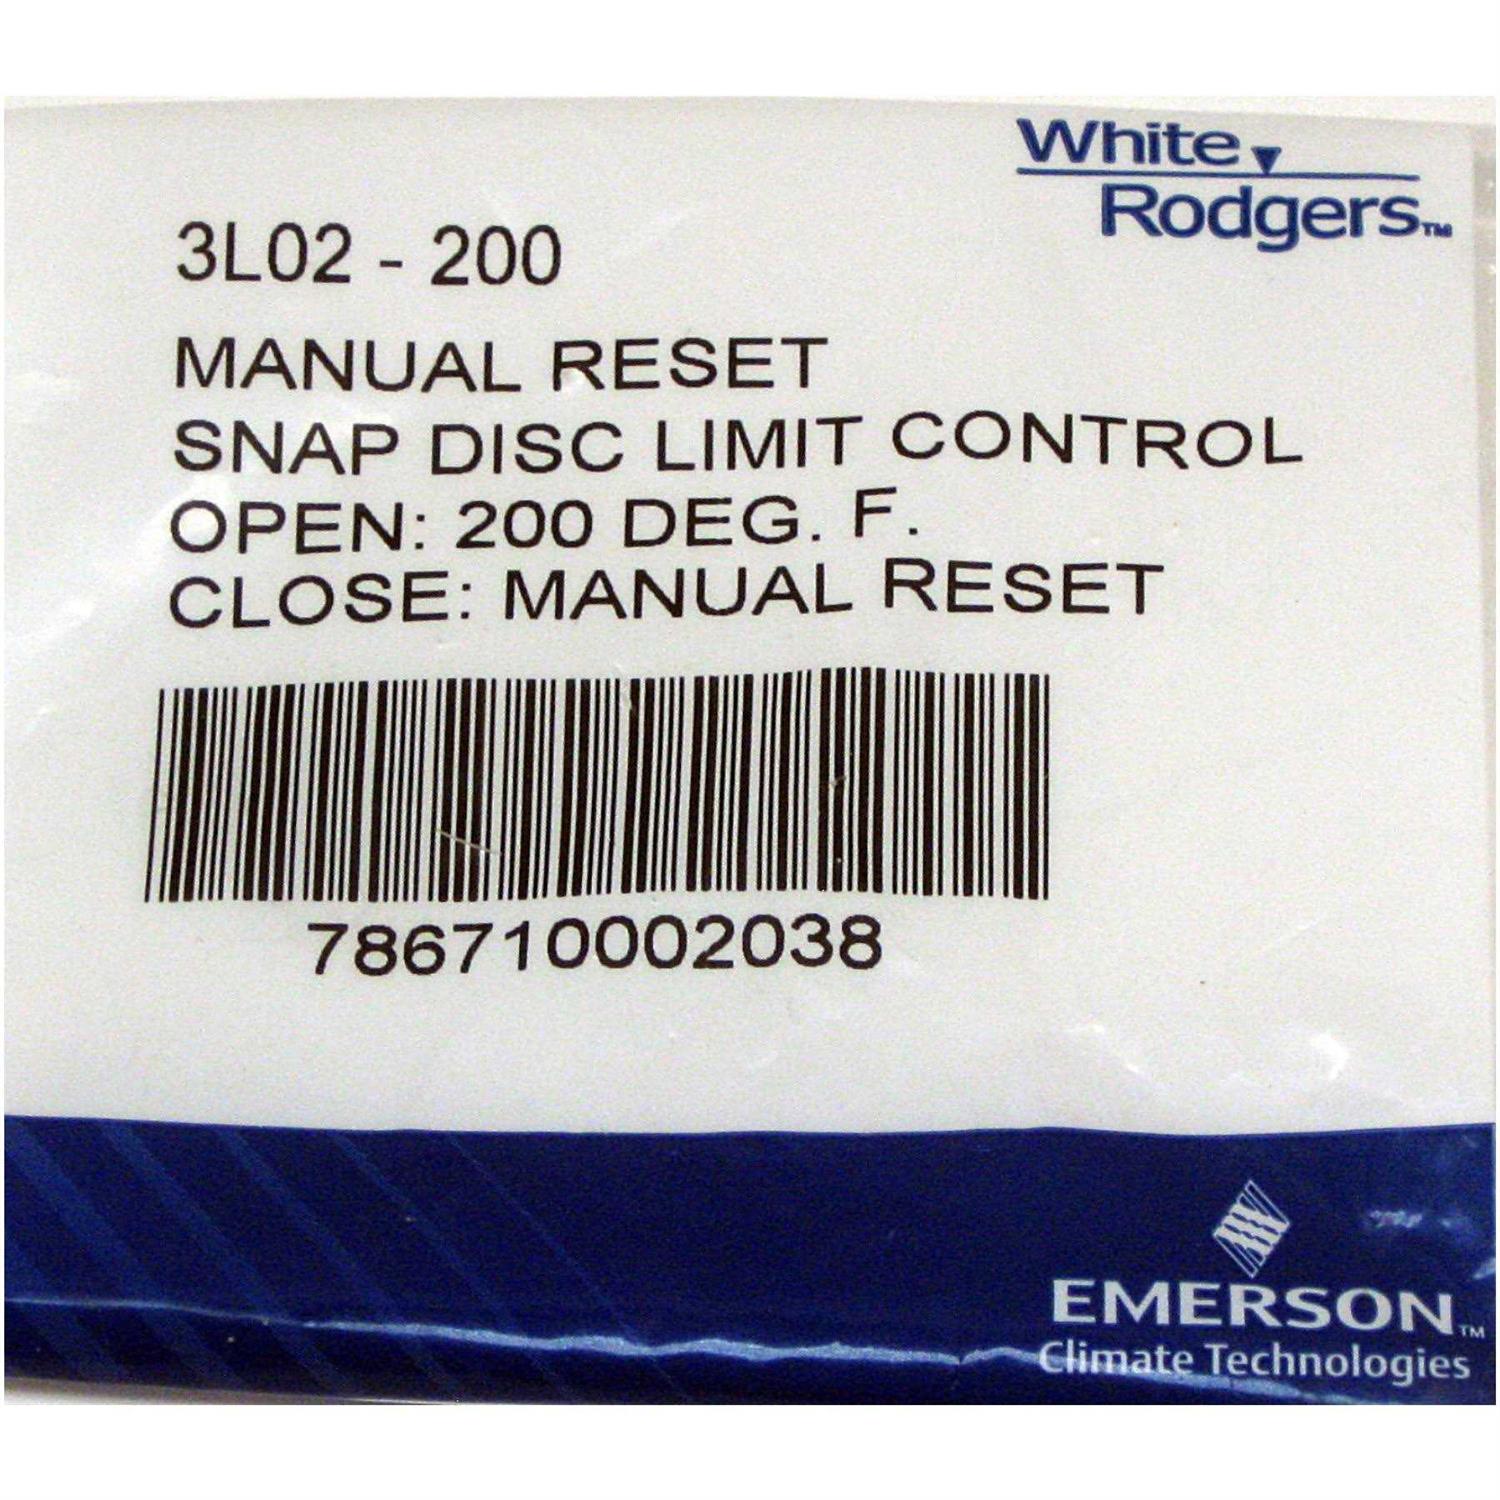 White
Rodgers™
3L02 - 200
MANUAL RESET
SNAP DISC LIMIT CONTROL
OPEN: 200 DEG. F.
CLOSE: MANUAL RESET
786710002038
EMERSON™
Climate Technologies